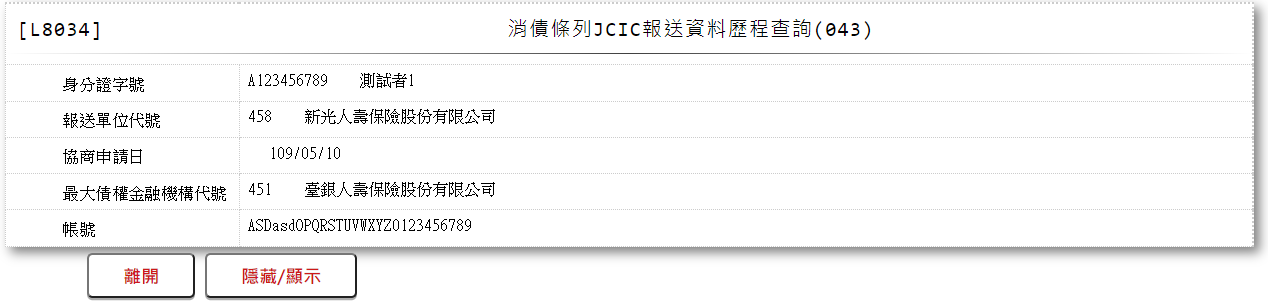 [L8034] 消債條列JCIC報送資料歷程查詢(043)
身分證字號 A123456789 測試者1
報送單位代號 458 新光人壽保險股份有限公司
協商申請日 109/05/10
最大債權金融機構代號 451 臺銀人壽保險股份有限公司
帳號 ASDasdOPQRSTUVWXYZ0123456789
離開 隱藏/顯示